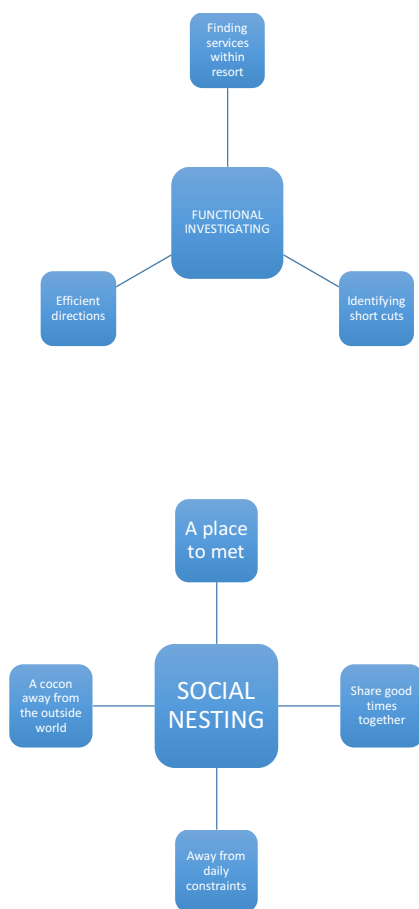 Finding
services
within
resort
FUNCTIONAL
INVESTIGATING
Efficient
directions
Identifying
short cuts
A place
to met
A cocon
away from
the outside
world
SOCIAL
NESTING
Share good
times
together
Away from
daily
constraints